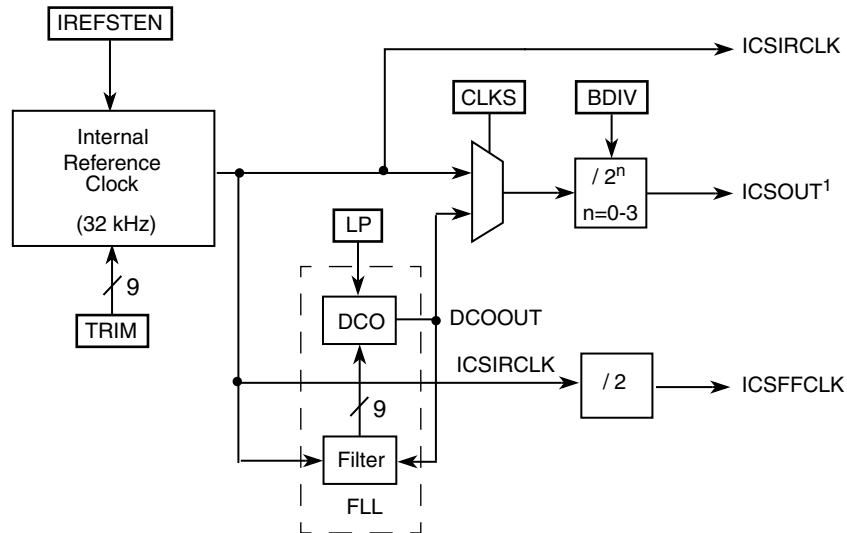 IREFSTEN
ICSIRCLK
CLKS
BDIV
Internal
Reference
Clock
(32 kHz)
/ 2ⁿ
n=0-3
ICSOUT¹
LP
9
TRIM
DCO
DCOOUT
ICSIRCLK
/ 2
ICSFFCLK
9
Filter
FLL